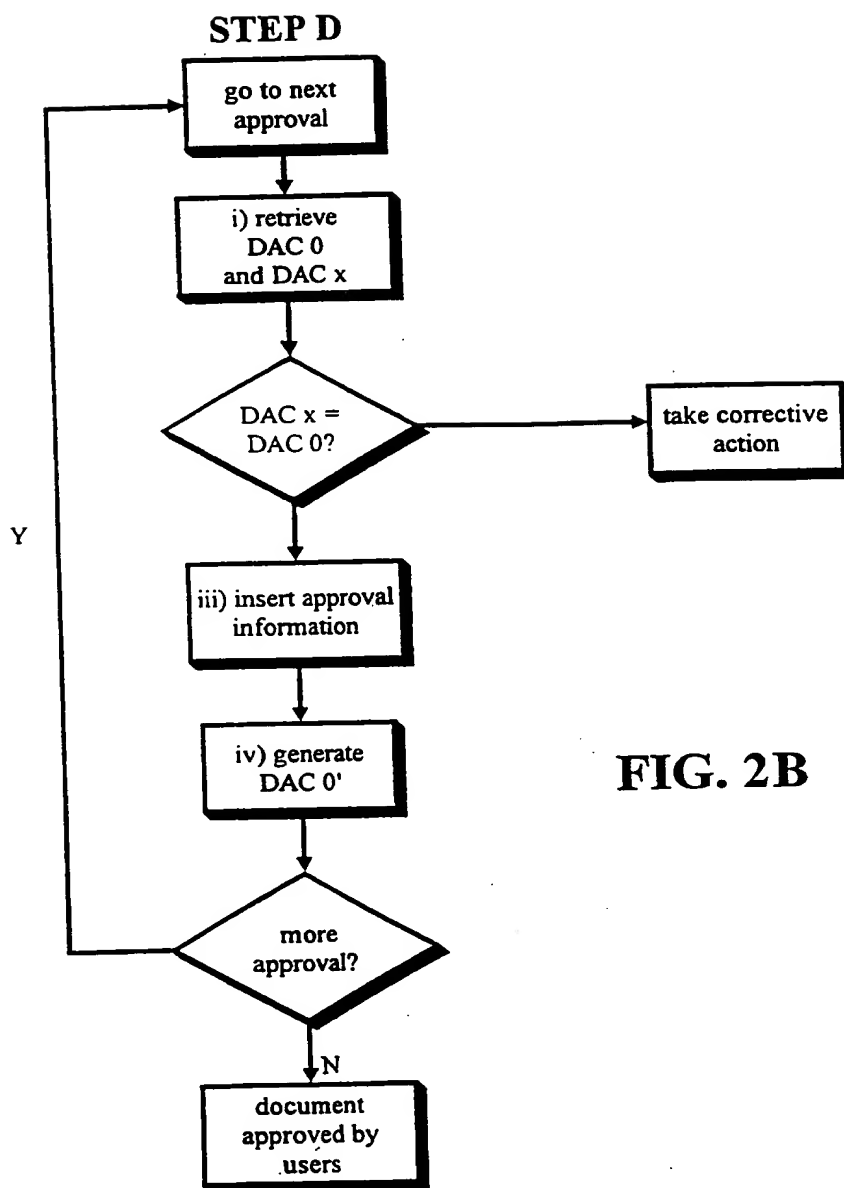 STEP D
go to next
approval
i) retrieve
DAC 0
and DAC x
DAC x =
DAC 0?
take corrective
action
Y
iii) insert approval
information
iv) generate
DAC 0'
FIG. 2B
more
approval?
N
document
approved by
users